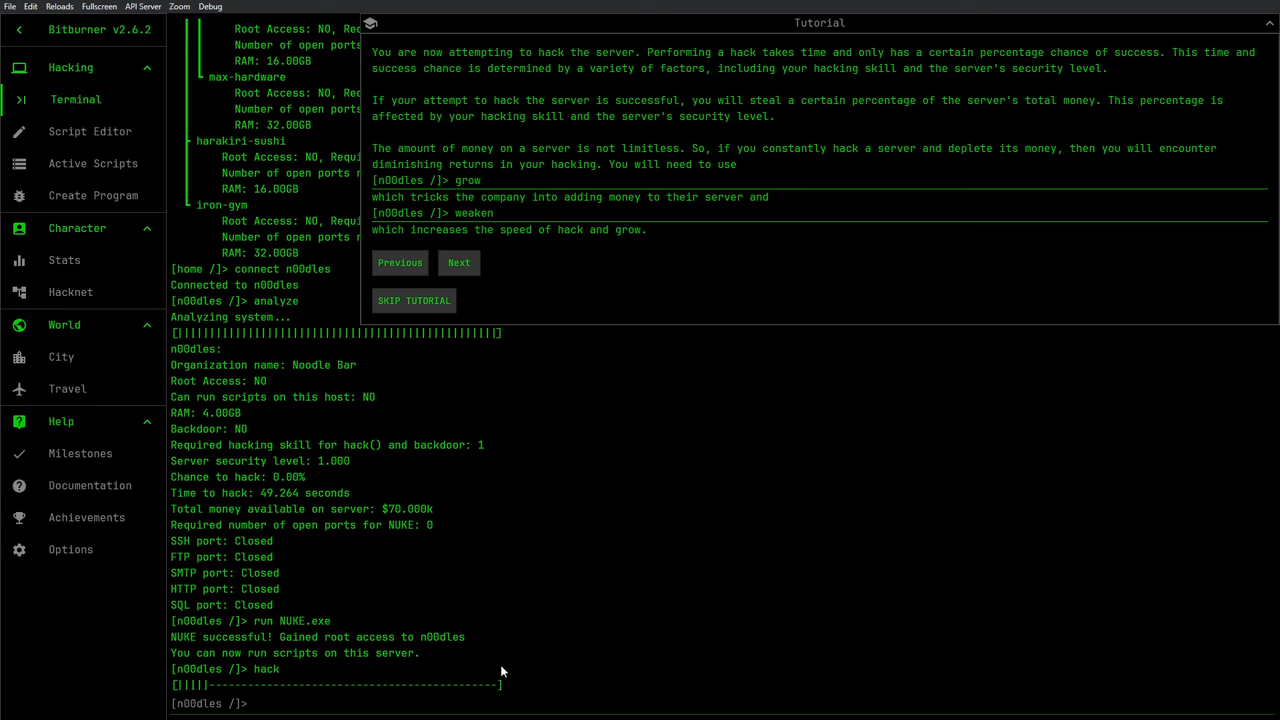 File Edit Reloads Fullscreen API Server Zoom Debug
Bitburner v2.6.2
Hacking
Terminal
Script Editor
Active Scripts
Create Program
Character
Stats
Hacknet
World
City
Travel
Help
Milestones
Documentation
Achievements
Options
Root Access: NO, Req
Number of open ports
RAM: 16.00GB
max-hardware
Root Access: NO, Req
Number of open ports
RAM: 32.00GB
harakiri-sushi
Root Access: NO, Requi
Number of open ports r
RAM: 16.00GB
iron-gym
Root Access: NO, Requi
Number of open ports r
RAM: 32.00GB
[home /]> connect n00dles
Connected to n00dles
[n00dles /]> analyze
Analyzing system...
[||||||||||||||||||||||||||||||||||||||||||||||||||]
n00dles:
Organization name: Noodle Bar
Root Access: NO
Can run scripts on this host: NO
RAM: 4.00GB
Backdoor: NO
Required hacking skill for hack() and backdoor: 1
Server security level: 1.000
Chance to hack: 0.00%
Time to hack: 49.264 seconds
Total money available on server: $70.000k
Required number of open ports for NUKE: 0
SSH port: Closed
FTP port: Closed
SMTP port: Closed
HTTP port: Closed
SQL port: Closed
[n00dles /]> run NUKE.exe
NUKE successful! Gained root access to n00dles
You can now run scripts on this server.
[n00dles /]> hack
[|||||---------------------------------------------]
[n00dles /]>
Tutorial
You are now attempting to hack the server. Performing a hack takes time and only has a certain percentage chance of success. This time and
success chance is determined by a variety of factors, including your hacking skill and the server's security level.
If your attempt to hack the server is successful, you will steal a certain percentage of the server's total money. This percentage is
affected by your hacking skill and the server's security level.
The amount of money on a server is not limitless. So, if you constantly hack a server and deplete its money, then you will encounter
diminishing returns in your hacking. You will need to use
[n00dles /]> grow
which tricks the company into adding money to their server and
[n00dles /]> weaken
which increases the speed of hack and grow.
Previous Next
SKIP TUTORIAL